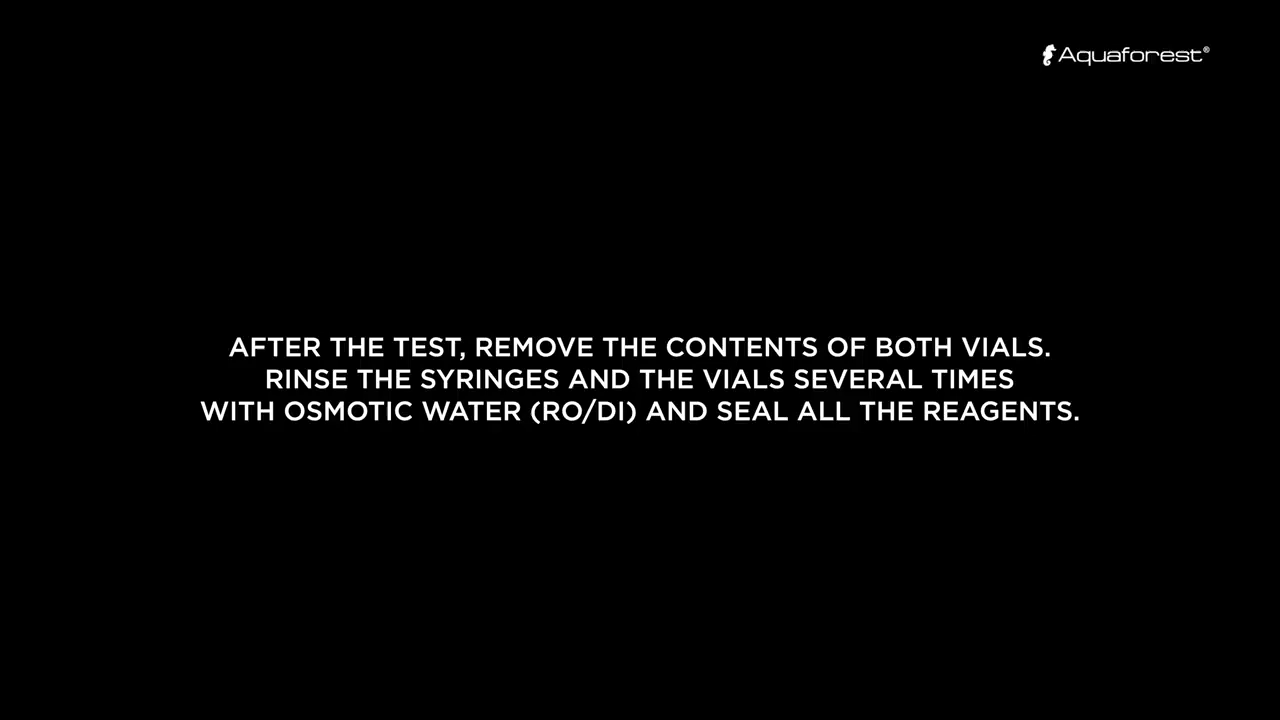 Aquaforest®
AFTER THE TEST, REMOVE THE CONTENTS OF BOTH VIALS.
RINSE THE SYRINGES AND THE VIALS SEVERAL TIMES
WITH OSMOTIC WATER (RO/DI) AND SEAL ALL THE REAGENTS.